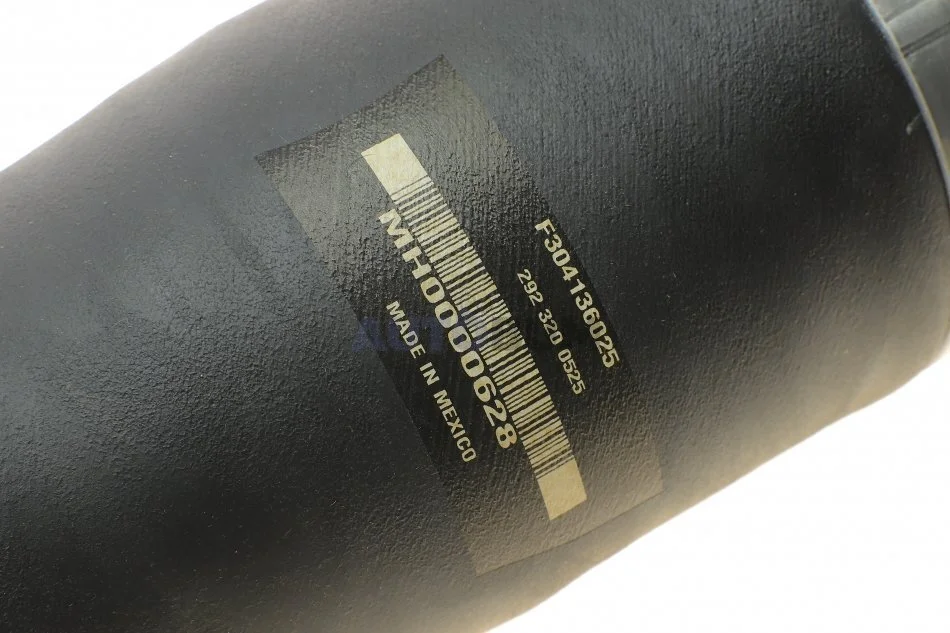 F304136025
292 320 0525
MH0000628
MADE IN MEXICO